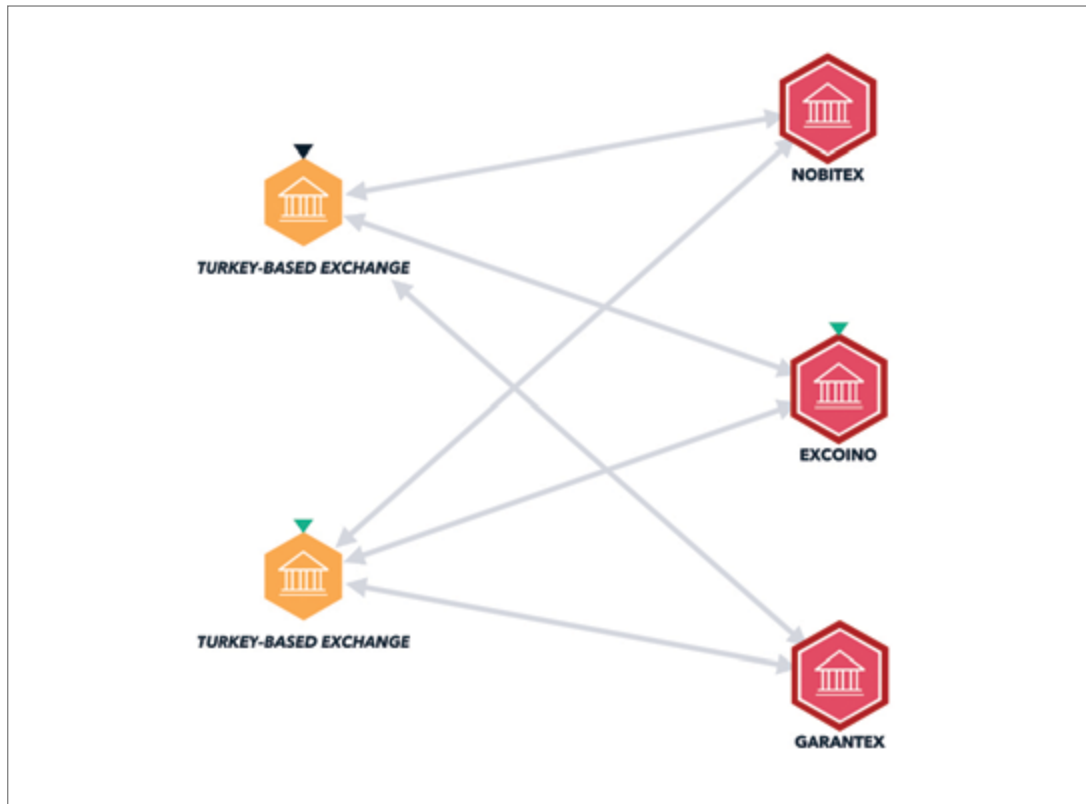 NOBITEX
TURKEY-BASED EXCHANGE
EXCOINO
TURKEY-BASED EXCHANGE
GARANTEX